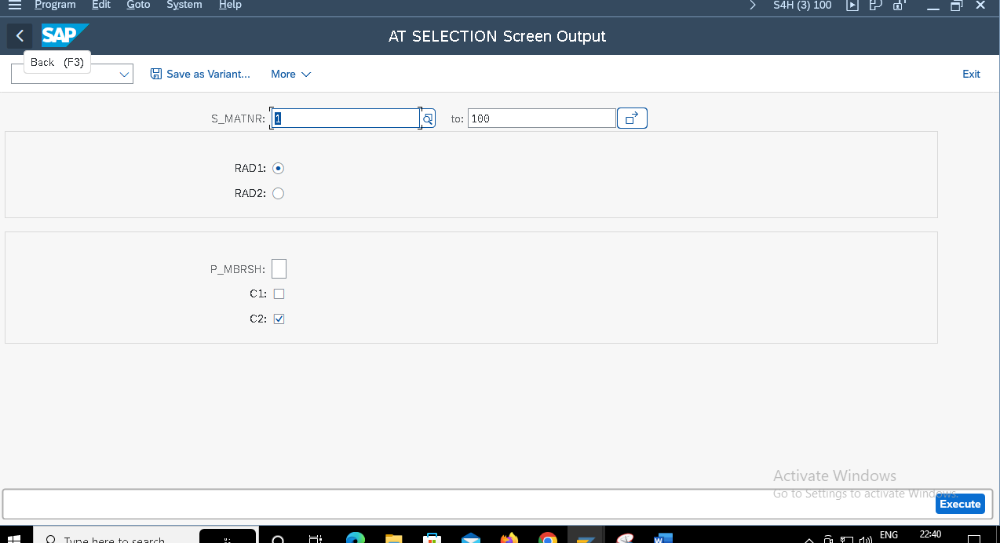 Program Edit Goto System Help S4H (3) 100
SAP AT SELECTION Screen Output
Back (F3)
Save as Variant... More Exit
S_MATNR: 1 to: 100
RAD1:
RAD2:
P_MBRSH:
C1:
C2:
Activate Windows
Go to Settings to activate Windows.
Execute
Type here to search ENG 22:40